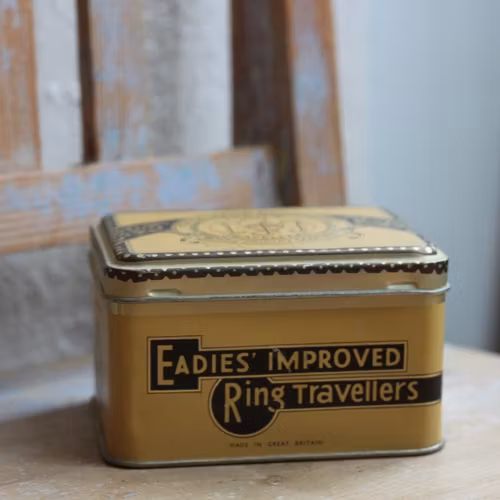 EADIES' IMPROVED
Ring Travellers
MADE IN GREAT BRITAIN